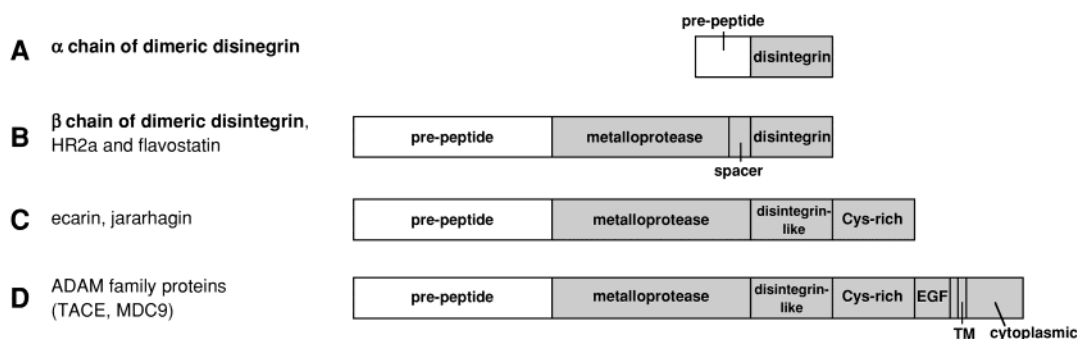 pre-peptide
A α chain of dimeric disinegrin
disintegrin
B β chain of dimeric disintegrin,
HR2a and flavostatin
pre-peptide metalloprotease disintegrin
spacer
C ecarin, jararhagin
pre-peptide metalloprotease disintegrin-
like Cys-rich
D ADAM family proteins
(TACE, MDC9)
pre-peptide metalloprotease disintegrin-
like Cys-rich EGF
TM cytoplasmic